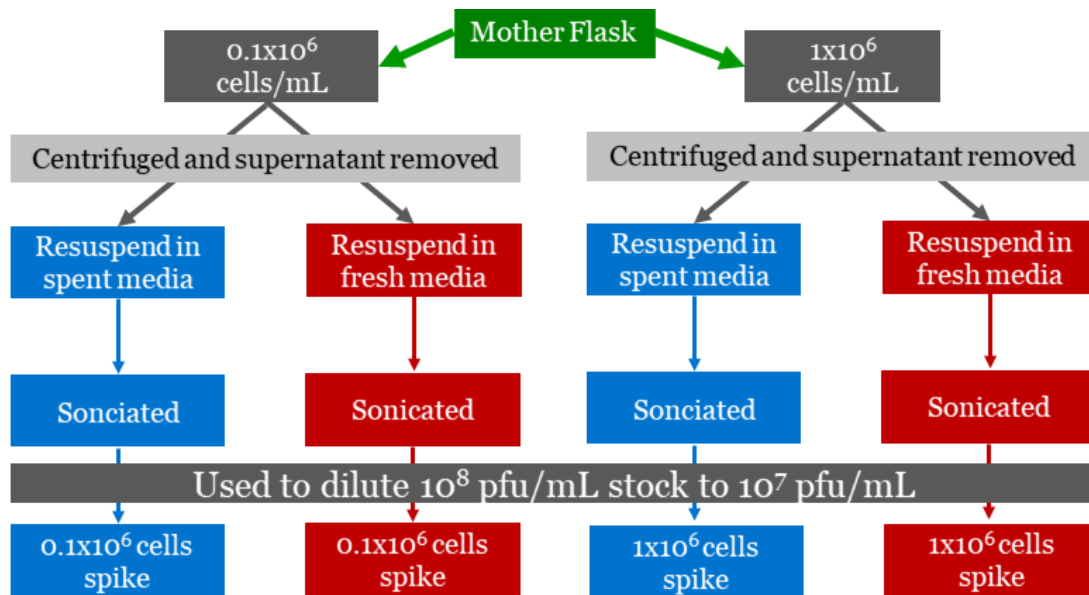 Mother Flask
0.1x10⁶
cells/mL
1x10⁶
cells/mL
Centrifuged and supernatant removed
Centrifuged and supernatant removed
Resuspend in
spent media
Resuspend in
fresh media
Resuspend in
spent media
Resuspend in
fresh media
Sonciated
Sonicated
Sonciated
Sonicated
Used to dilute 10⁸ pfu/mL stock to 10⁷ pfu/mL
0.1x10⁶ cells
spike
0.1x10⁶ cells
spike
1x10⁶ cells
spike
1x10⁶ cells
spike